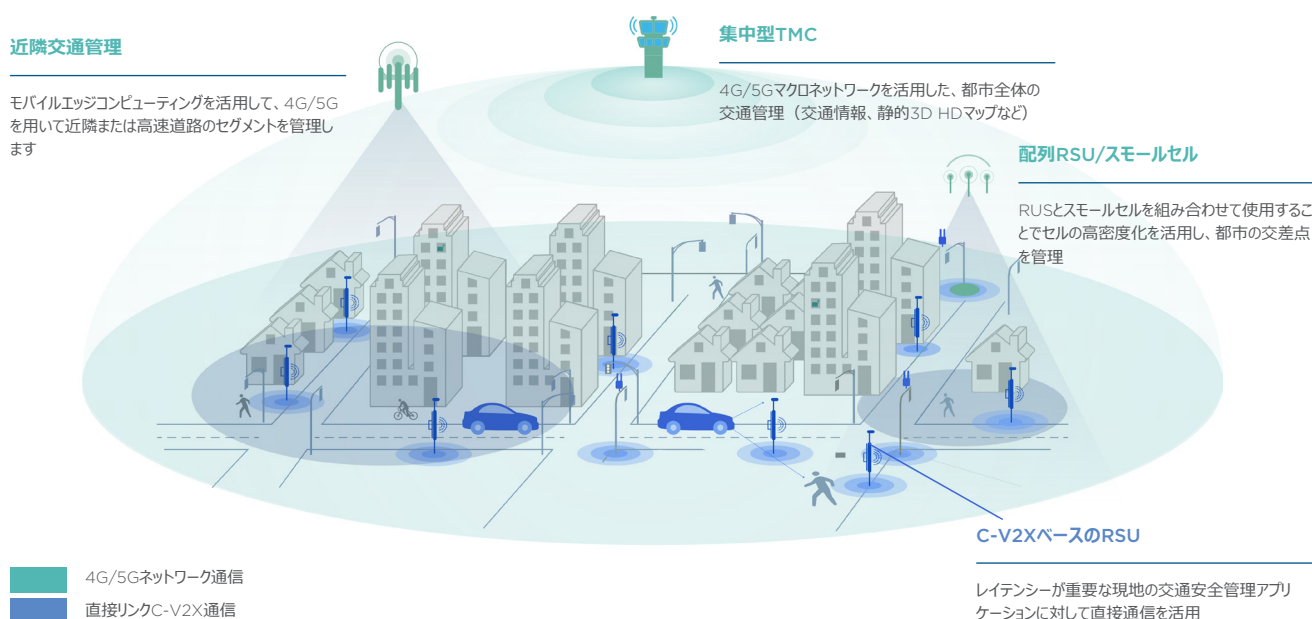 近隣交通管理
モバイルエッジコンピューティングを活用して、4G/5G
を用いて近隣または高速道路のセグメントを管理し
ます
集中型TMC
4G/5Gマクロネットワークを活用した、都市全体の
交通管理（交通情報、静的3D HDマップなど）
配列RSU/スモールセル
RUSとスモールセルを組み合わせて使用するこ
とでセルの高密度化を活用し、都市の交差点
を管理
C-V2XベースのRSU
レイテンシーが重要な現地の交通安全管理アプリ
ケーションに対して直接通信を活用
4G/5Gネットワーク通信
直接リンクC-V2X通信